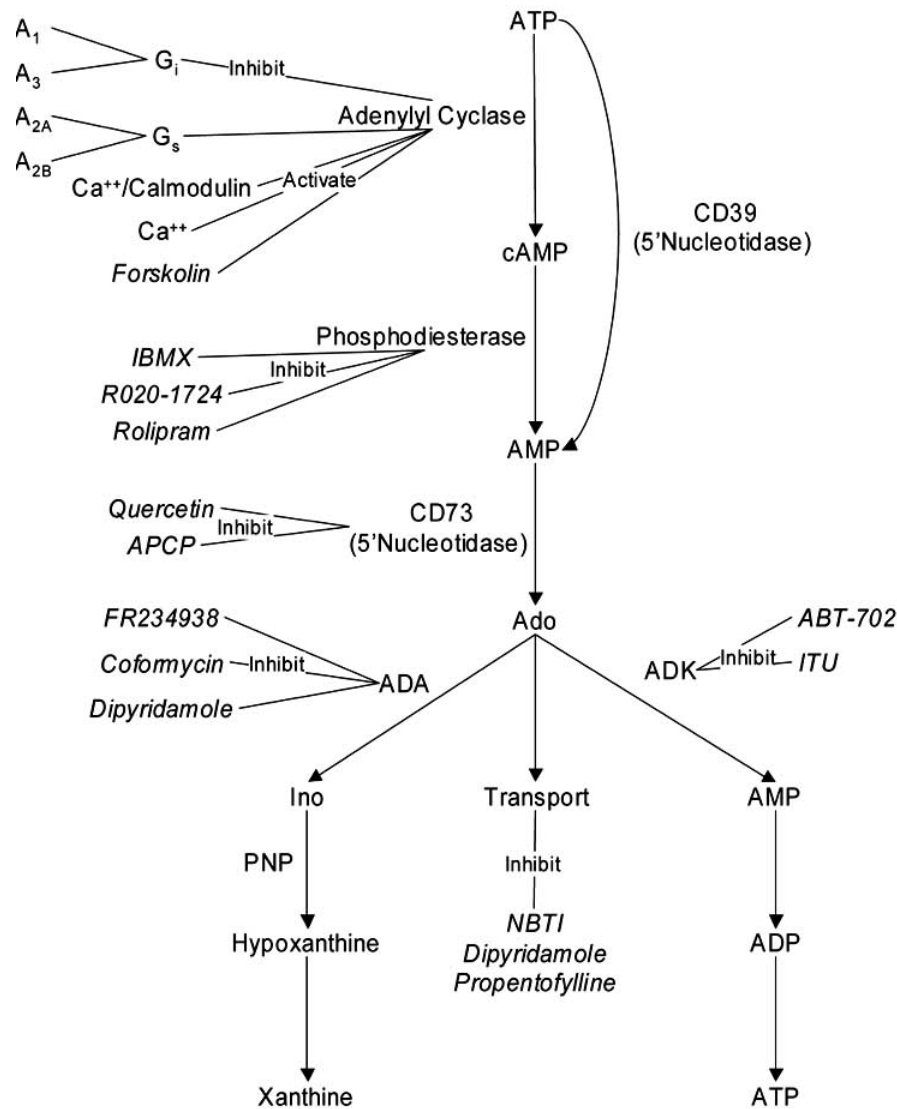 ATP
A1
Gi
Inhibit
A3
Adenylyl Cyclase
A2A
Gs
A2B
Ca++/Calmodulin
Activate
Ca++
Forskolin
CD39
(5'Nucleotidase)
cAMP
Phosphodiesterase
IBMX
Inhibit
R020-1724
Rolipram
AMP
Quercetin
Inhibit
APCP
CD73
(5'Nucleotidase)
FR234938
Ado
ABT-702
Coformycin
Inhibit
ADA
ADK
Inhibit
ITU
Dipyridamole
Ino
Transport
AMP
PNP
Inhibit
Hypoxanthine
NBTI
Dipyridamole
Propentofylline
ADP
Xanthine
ATP